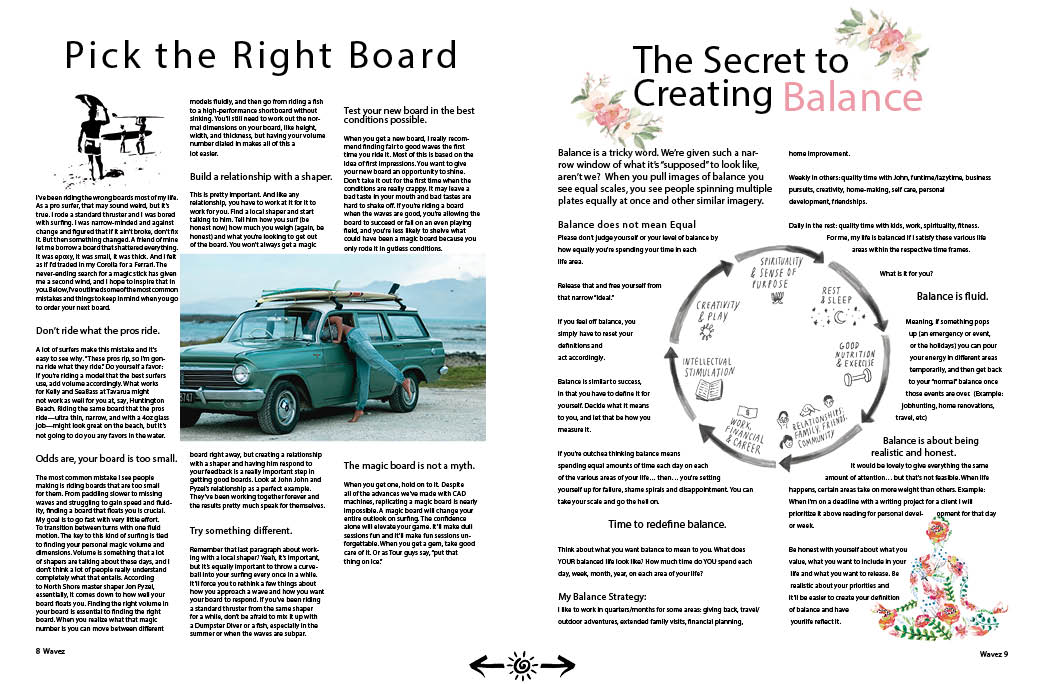 Pick the Right Board
I've been riding the wrong boards most of my life.
As a pro surfer, that may sound weird, but it's
true. I rode a standard thruster and I was bored
with surfing. I was narrow-minded and against
change and figured that if it ain't broke, don't fix
it. But then something changed. A friend of mine
let me borrow a board that shattered everything.
It was epoxy, it was small, it was thick. And I felt
as if I'd traded in my Corolla for a Ferrari. The
never-ending search for a magic stick has given
me a second wind, and I hope to inspire that in
you. Below, I've outlined some of the most common
mistakes and things to keep in mind when you go
to order your next board.
Don't ride what the pros ride.
A lot of surfers make this mistake and it's
easy to see why. "These pros rip, so I'm gon-
na ride what they ride." Do yourself a favor:
If you're riding a model that the best surfers
use, add volume accordingly. What works
for Kelly and SeaBass at Tavarua might
not work as well for you at, say, Huntington
Beach. Riding the same board that the pros
ride—ultra thin, narrow, and with a 4oz glass
job—might look great on the beach, but it's
not going to do you any favors in the water.
Odds are, your board is too small.
The most common mistake I see people
making is riding boards that are too small
for them. From paddling slower to missing
waves and struggling to gain speed and fluid-
ity, finding a board that floats you is crucial.
My goal is to go fast with very little effort.
To transition between turns with one fluid
motion. The key to this kind of surfing is tied
to finding your personal magic volume and
dimensions. Volume is something that a lot
of shapers are talking about these days, and I
don't think a lot of people really understand
completely what that entails. According
to North Shore master shaper Jon Pyzel,
essentially, it comes down to how well your
board floats you. Finding the right volume in
your board is essential to finding the right
board. When you realize what that magic
number is you can move between different
models fluidly, and then go from riding a fish
to a high-performance shortboard without
sinking. You'll still need to work out the nor-
mal dimensions on your board, like height,
width, and thickness, but having your volume
number dialed in makes all of this a
lot easier.
Build a relationship with a shaper.
This is pretty important. And like any
relationship, you have to work at it for it to
work for you. Find a local shaper and start
talking to him. Tell him how you surf (be
honest now) how much you weigh (again, be
honest) and what you're looking to get out
of the board. You won't always get a magic
board right away, but creating a relationship
with a shaper and having him respond to
your feedback is a really important step in
getting good boards. Look at John John and
Pyzel's relationship as a perfect example.
They've been working together forever and
the results pretty much speak for themselves.
Try something different.
Remember that last paragraph about work-
ing with a local shaper? Yeah, it's important,
but it's equally important to throw a curve-
ball into your surfing every once in a while.
It'll force you to rethink a few things about
how you approach a wave and how you want
your board to respond. If you've been riding
a standard thruster from the same shaper
for a while, don't be afraid to mix it up with
a Dumpster Diver or a fish, especially in the
summer or when the waves are subpar.
Test your new board in the best
conditions possible.
When you get a new board, I really recom-
mend finding fair to good waves the first
time you ride it. Most of this is based on the
idea of first impressions. You want to give
your new board an opportunity to shine.
Don't take it out for the first time when the
conditions are really crappy. It may leave a
bad taste in your mouth and bad tastes are
hard to shake off. If you're riding a board
when the waves are good, you're allowing the
board to succeed or fail on an even playing
field, and you're less likely to shelve what
could have been a magic board because you
only rode it in gutless conditions.
The magic board is not a myth.
When you get one, hold on to it. Despite
all of the advances we've made with CAD
machines, replicating a magic board is nearly
impossible. A magic board will change your
entire outlook on surfing. The confidence
alone will elevate your game. It'll make dull
sessions fun and it'll make fun sessions un-
forgettable. When you get a gem, take good
care of it. Or as Tour guys say, "put that
thing on ice."
8 Wavez
The Secret to
Creating Balance
Balance is a tricky word. We're given such a nar-
row window of what it's "supposed" to look like,
aren't we? When you pull images of balance you
see equal scales, you see people spinning multiple
plates equally at once and other similar imagery.
Balance does not mean Equal
Please don't judge yourself or your level of balance by
how equally you're spending your time in each
life area.
Release that and free yourself from
that narrow "ideal."
If you feel off balance, you
simply have to reset your
definitions and
act accordingly.
Balance is similar to success,
in that you have to define it for
yourself. Decide what it means
to you, and let that be how you
measure it.
If you're outchea thinking balance means
spending equal amounts of time each day on each
of the various areas of your life… then… you're setting
yourself up for failure, shame spirals and disappointment. You can
take your scale and go the hell on.
Time to redefine balance.
Think about what you want balance to mean to you. What does
YOUR balanced life look like? How much time do YOU spend each
day, week, month, year, on each area of your life?
My Balance Strategy:
I like to work in quarters/months for some areas: giving back, travel/
outdoor adventures, extended family visits, financial planning,
home improvement.
Weekly in others: quality time with John, funtime/lazytime, business
pursuits, creativity, home-making, self care, personal
development, friendships.
Daily in the rest: quality time with kids, work, spirituality, fitness.
For me, my life is balanced if I satisfy these various life
areas within the respective time frames.
What is it for you?
Balance is fluid.
Meaning, if something pops
up (an emergency or event,
or the holidays) you can pour
your energy in different areas
temporarily, and then get back
to your "normal" balance once
those events are over. (Example:
jobhunting, home renovations,
travel, etc)
Balance is about being
realistic and honest.
It would be lovely to give everything the same
amount of attention… but that's not feasible. When life
happens, certain areas take on more weight than others. Example:
When I'm on a deadline with a writing project for a client I will
prioritize it above reading for personal devel- opment for that day
or week.
Be honest with yourself about what you
value, what you want to include in your
life and what you want to release. Be
realistic about your priorities and
it'll be easier to create your definition
of balance and have
your life reflect it.
SPIRITUALITY
& SENSE OF
PURPOSE
REST
& SLEEP
GOOD
NUTRITION
& EXERCISE
RELATIONSHIPS:
FAMILY, FRIENDS,
COMMUNITY
WORK,
FINANCIAL
& CAREER
INTELLECTUAL
STIMULATION
CREATIVITY
& PLAY
Wavez 9